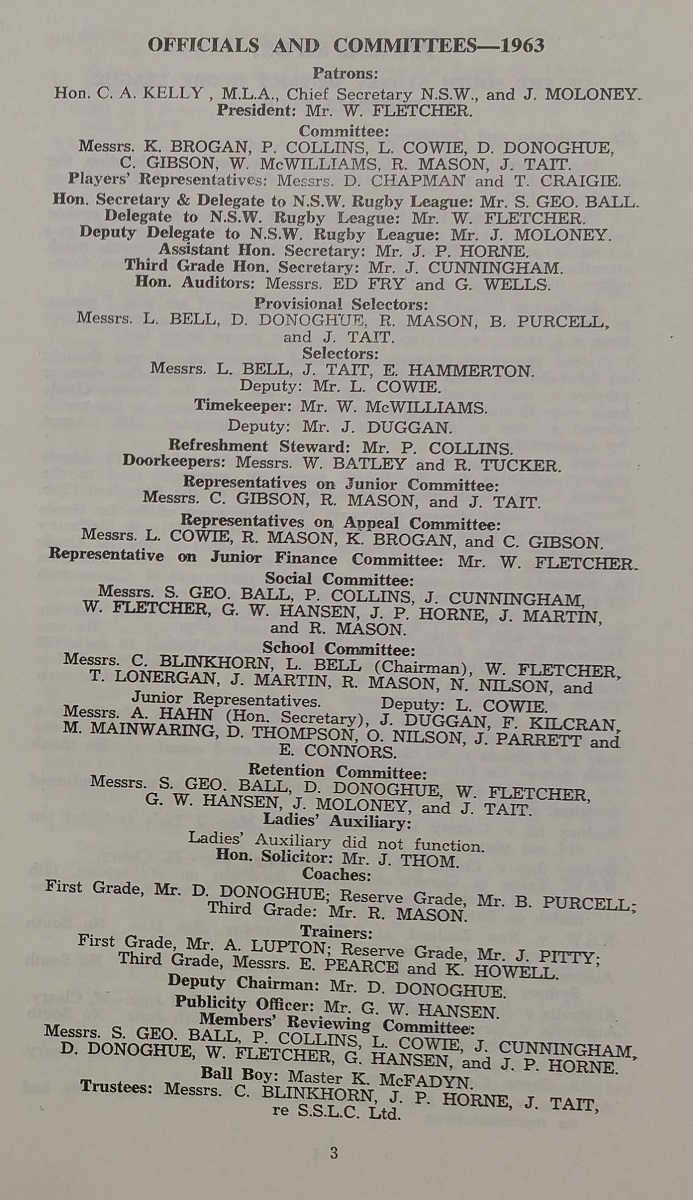 OFFICIALS AND COMMITTEES—1963
Patrons:
Hon. C. A. KELLY , M.L.A., Chief Secretary N.S.W., and J. MOLONEY.
President: Mr. W. FLETCHER.
Committee:
Messrs. K. BROGAN, P. COLLINS, L. COWIE, D. DONOGHUE,
C. GIBSON, W. McWILLIAMS, R. MASON, J. TAIT.
Players' Representatives: Messrs. D. CHAPMAN and T. CRAIGIE.
Hon. Secretary & Delegate to N.S.W. Rugby League: Mr. S. GEO. BALL.
Delegate to N.S.W. Rugby League: Mr. W. FLETCHER.
Deputy Delegate to N.S.W. Rugby League: Mr. J. MOLONEY.
Assistant Hon. Secretary: Mr. J. P. HORNE.
Third Grade Hon. Secretary: Mr. J. CUNNINGHAM.
Hon. Auditors: Messrs. ED FRY and G. WELLS.
Provisional Selectors:
Messrs. L. BELL, D. DONOGHUE, R. MASON, B. PURCELL,
and J. TAIT.
Selectors:
Messrs. L. BELL, J. TAIT, E. HAMMERTON.
Deputy: Mr. L. COWIE.
Timekeeper: Mr. W. McWILLIAMS.
Deputy: Mr. J. DUGGAN.
Refreshment Steward: Mr. P. COLLINS.
Doorkeepers: Messrs. W. BATLEY and R. TUCKER.
Representatives on Junior Committee:
Messrs. C. GIBSON, R. MASON, and J. TAIT.
Representatives on Appeal Committee:
Messrs. L. COWIE, R. MASON, K. BROGAN, and C. GIBSON.
Representative on Junior Finance Committee: Mr. W. FLETCHER.
Social Committee:
Messrs. S. GEO. BALL, P. COLLINS, J. CUNNINGHAM,
W. FLETCHER, G. W. HANSEN, J. P. HORNE, J. MARTIN,
and R. MASON.
School Committee:
Messrs. C. BLINKHORN, L. BELL (Chairman), W. FLETCHER,
T. LONERGAN, J. MARTIN, R. MASON, N. NILSON, and
Junior Representatives. Deputy: L. COWIE.
Messrs. A. HAHN (Hon. Secretary), J. DUGGAN, F. KILCRAN,
M. MAINWARING, D. THOMPSON, O. NILSON, J. PARRETT and
E. CONNORS.
Retention Committee:
Messrs. S. GEO. BALL, D. DONOGHUE, W. FLETCHER,
G. W. HANSEN, J. MOLONEY, and J. TAIT.
Ladies' Auxiliary:
Ladies' Auxiliary did not function.
Hon. Solicitor: Mr. J. THOM.
Coaches:
First Grade, Mr. D. DONOGHUE; Reserve Grade, Mr. B. PURCELL;
Third Grade: Mr. R. MASON.
Trainers:
First Grade, Mr. A. LUPTON; Reserve Grade, Mr. J. PITTY;
Third Grade, Messrs. E. PEARCE and K. HOWELL.
Deputy Chairman: Mr. D. DONOGHUE.
Publicity Officer: Mr. G. W. HANSEN.
Members' Reviewing Committee:
Messrs. S. GEO. BALL, P. COLLINS, L. COWIE, J. CUNNINGHAM,
D. DONOGHUE, W. FLETCHER, G. HANSEN, and J. P. HORNE.
Ball Boy: Master K. McFADYN.
Trustees: Messrs. C. BLINKHORN, J. P. HORNE, J. TAIT,
re S.S.L.C. Ltd.
3